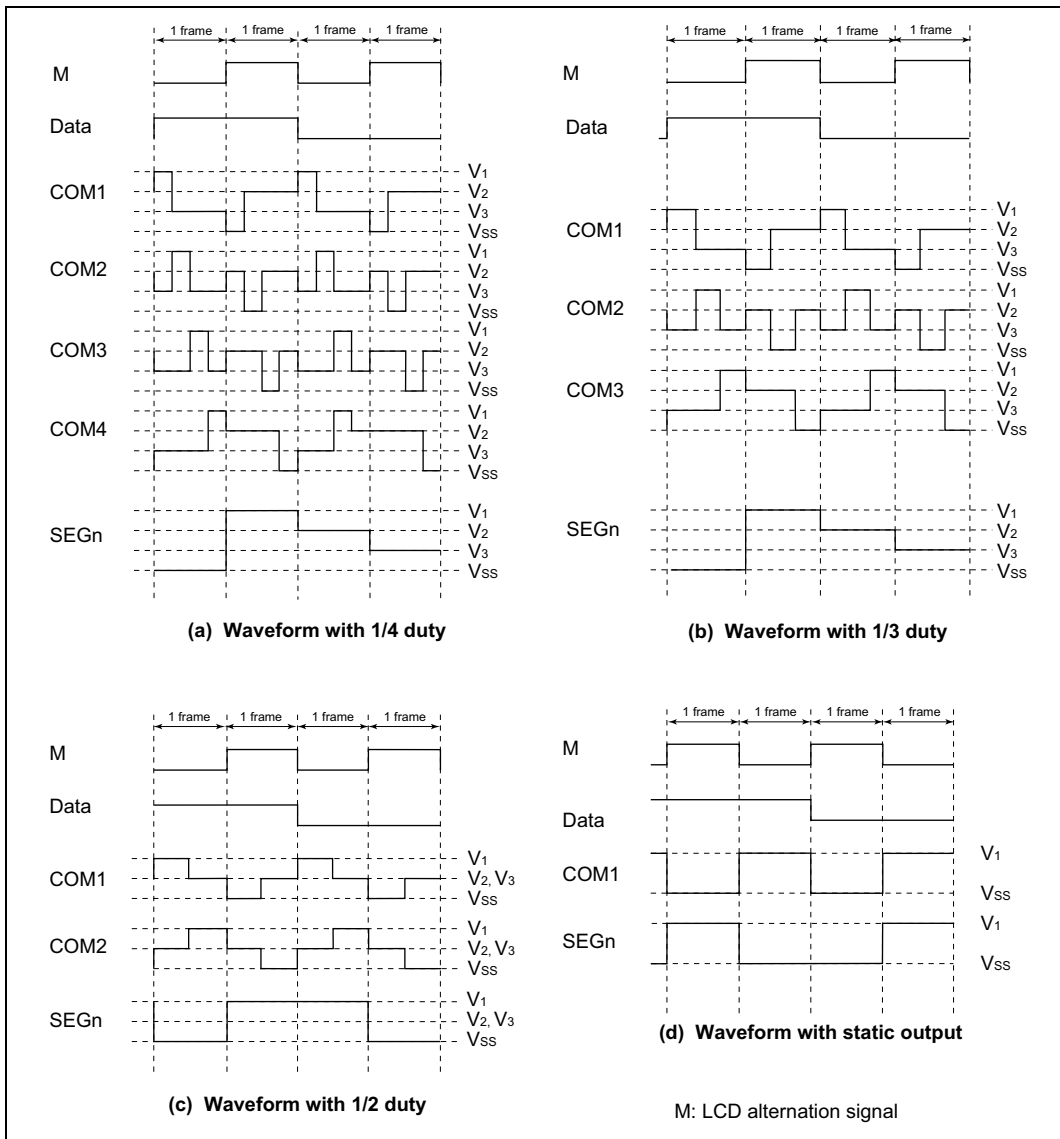 1 frame 1 frame 1 frame 1 frame
M
Data
COM1
V1
V2
V3
VSS
COM2
V1
V2
V3
VSS
COM3
V1
V2
V3
VSS
COM4
V1
V2
V3
VSS
SEGn
V1
V2
V3
VSS
(a) Waveform with 1/4 duty
1 frame 1 frame 1 frame 1 frame
M
Data
COM1
V1
V2
V3
VSS
COM2
V1
V2
V3
VSS
COM3
V1
V2
V3
VSS
SEGn
V1
V2
V3
VSS
(b) Waveform with 1/3 duty
1 frame 1 frame 1 frame 1 frame
M
Data
COM1
V1
V2, V3
VSS
COM2
V1
V2, V3
VSS
SEGn
V1
V2, V3
VSS
(c) Waveform with 1/2 duty
1 frame 1 frame 1 frame 1 frame
M
Data
COM1
V1
VSS
SEGn
V1
VSS
(d) Waveform with static output
M: LCD alternation signal